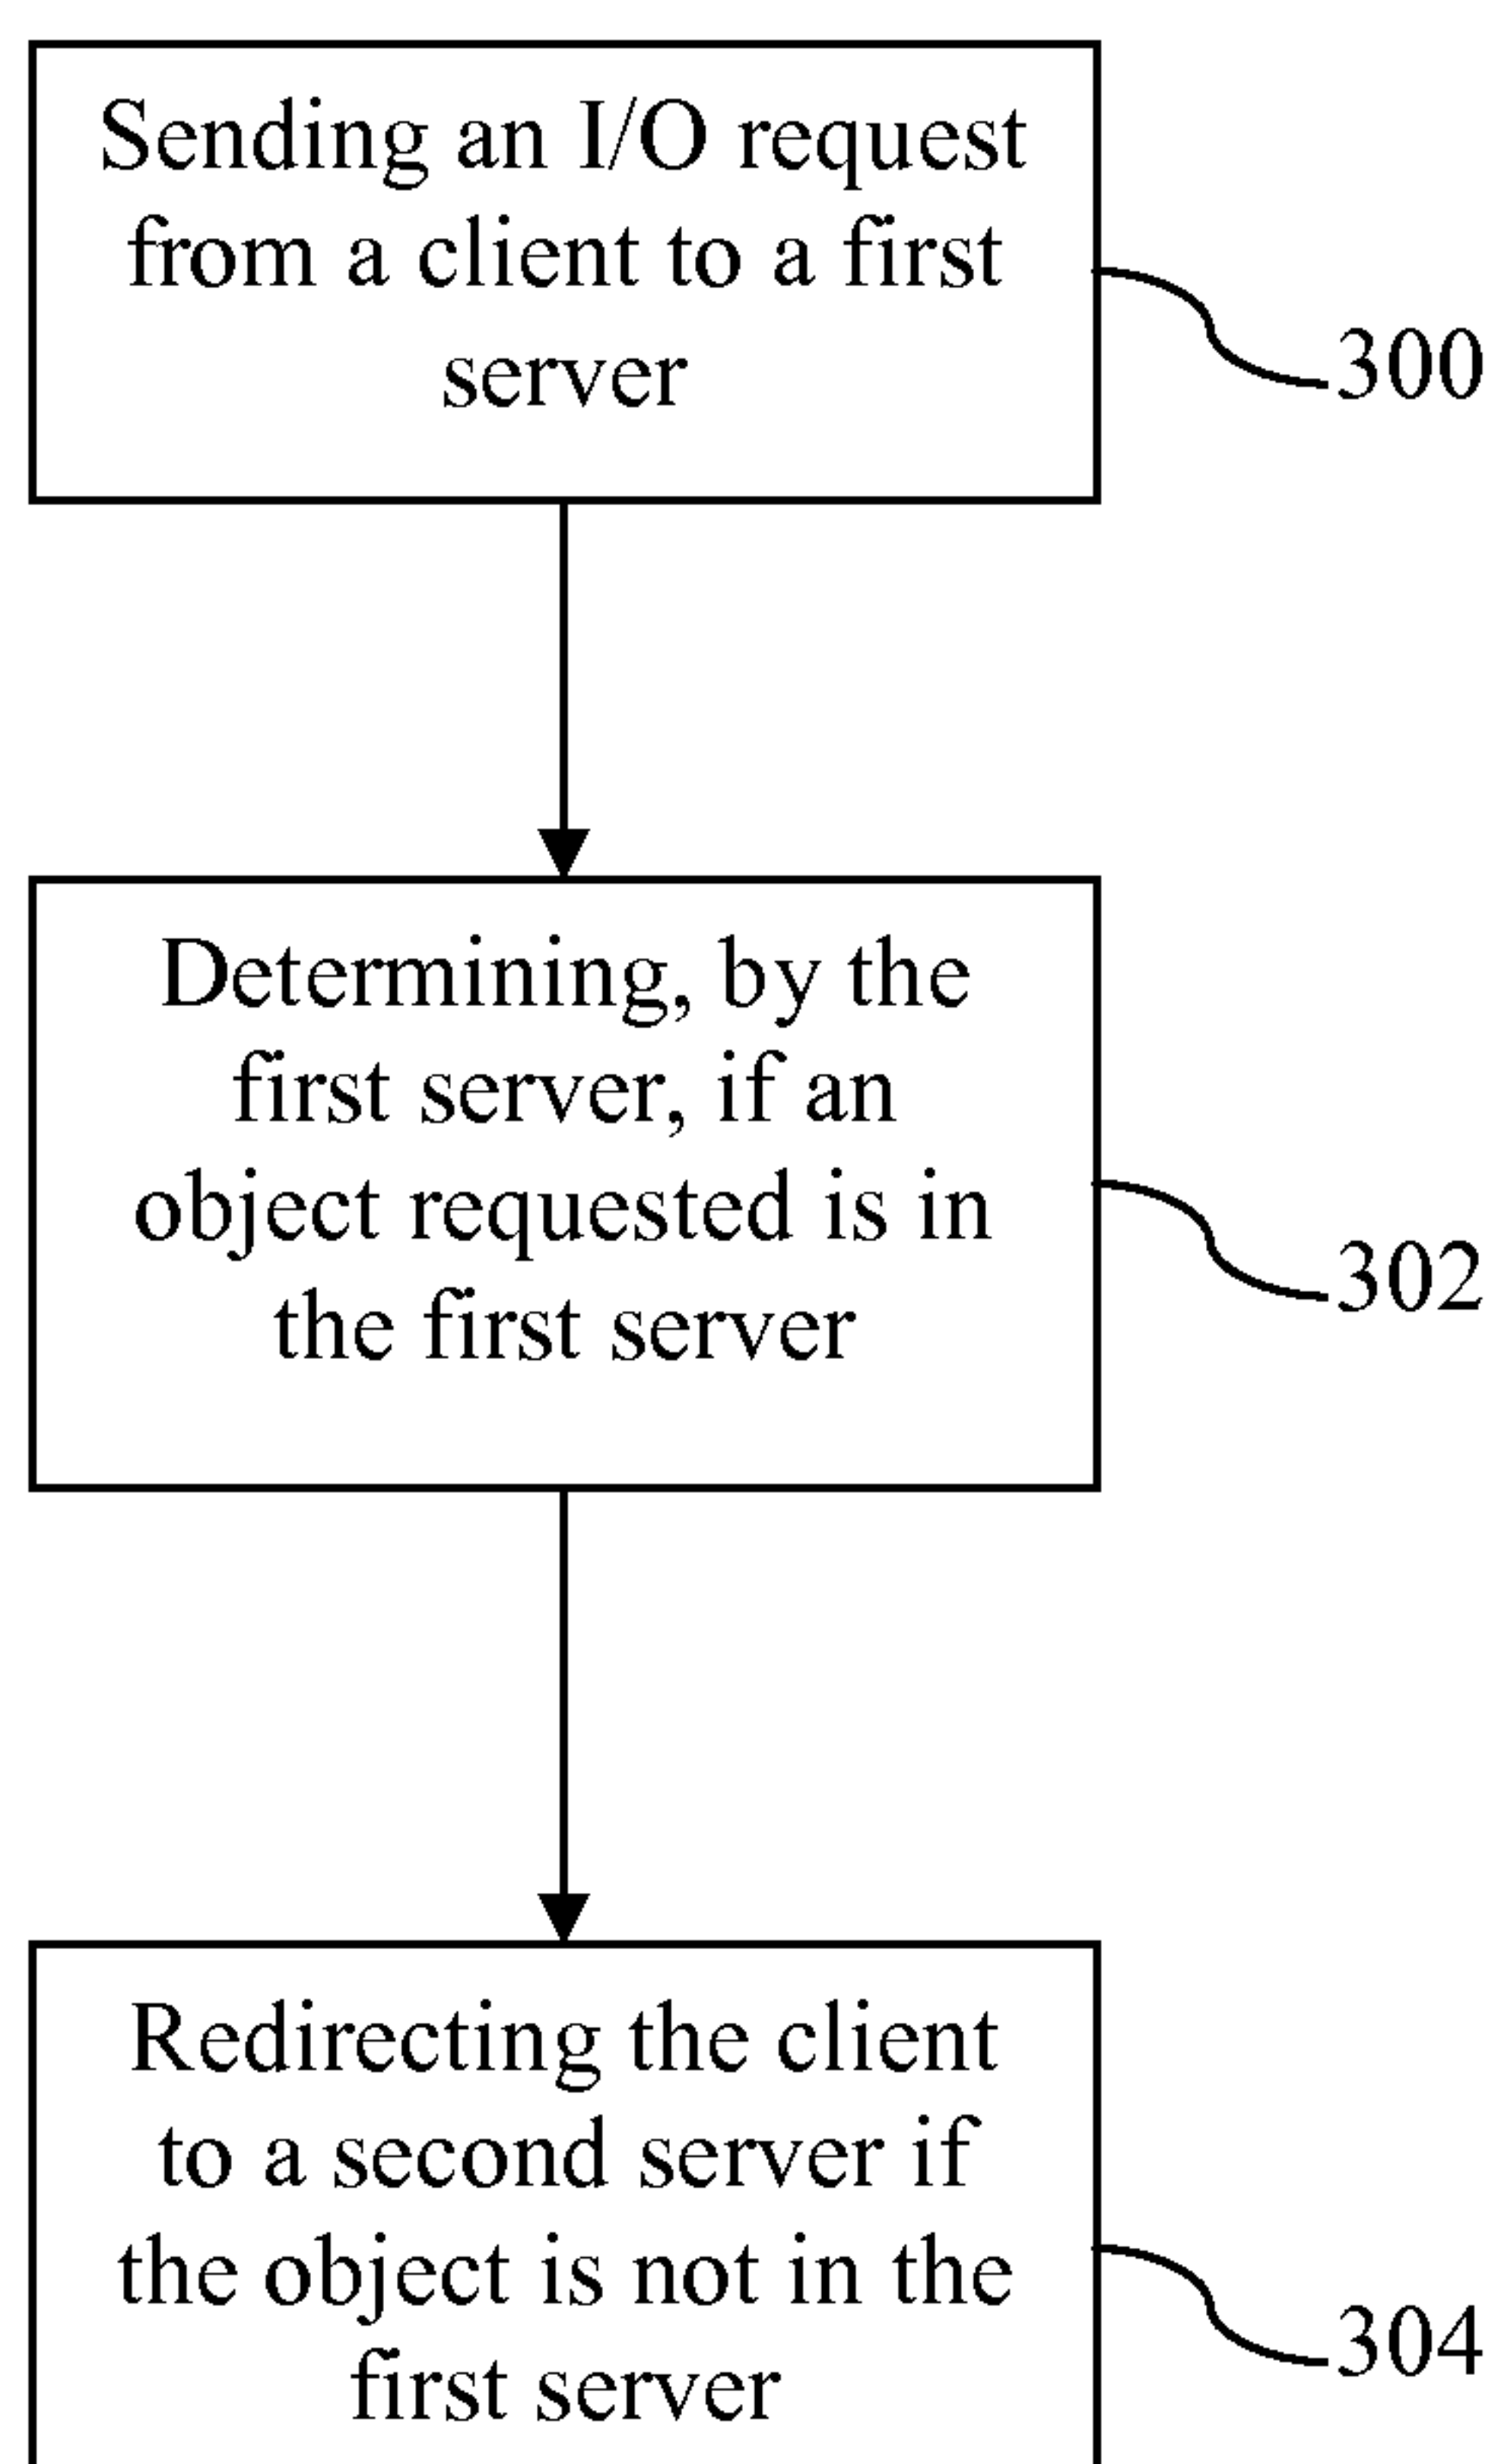 Sending an I/O request
from a client to a first
server
300
Determining, by the
first server, if an
object requested is in
the first server
302
Redirecting the client
to a second server if
the object is not in the
first server
304